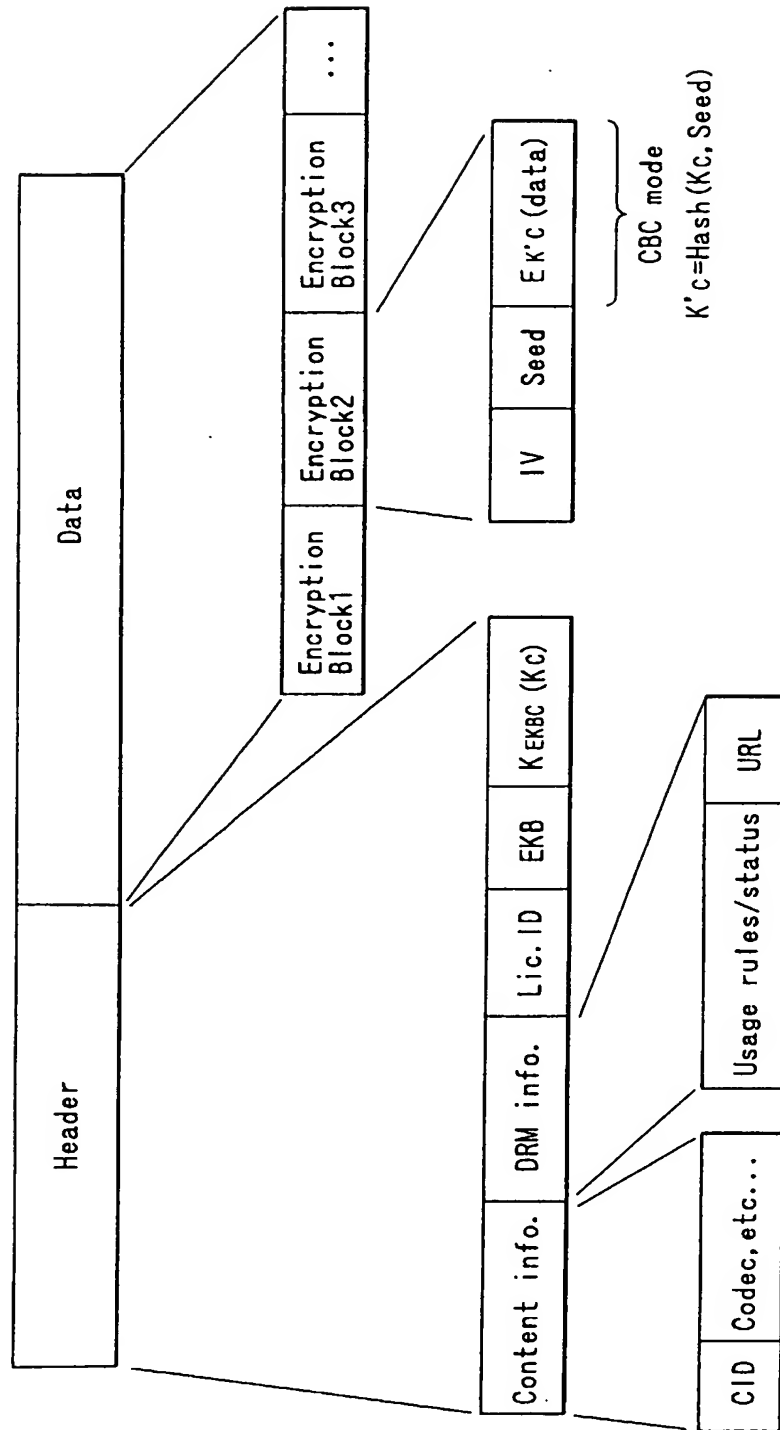 Header
Data
Encryption
Block1
Encryption
Block2
Encryption
Block3
...
Content info.
DRM info.
Lic.ID
EKB
KEKBC (Kc)
IV
Seed
EK'C (data)
CBC mode
K'c=Hash(Kc, Seed)
CID
Codec, etc...
Usage rules/status
URL